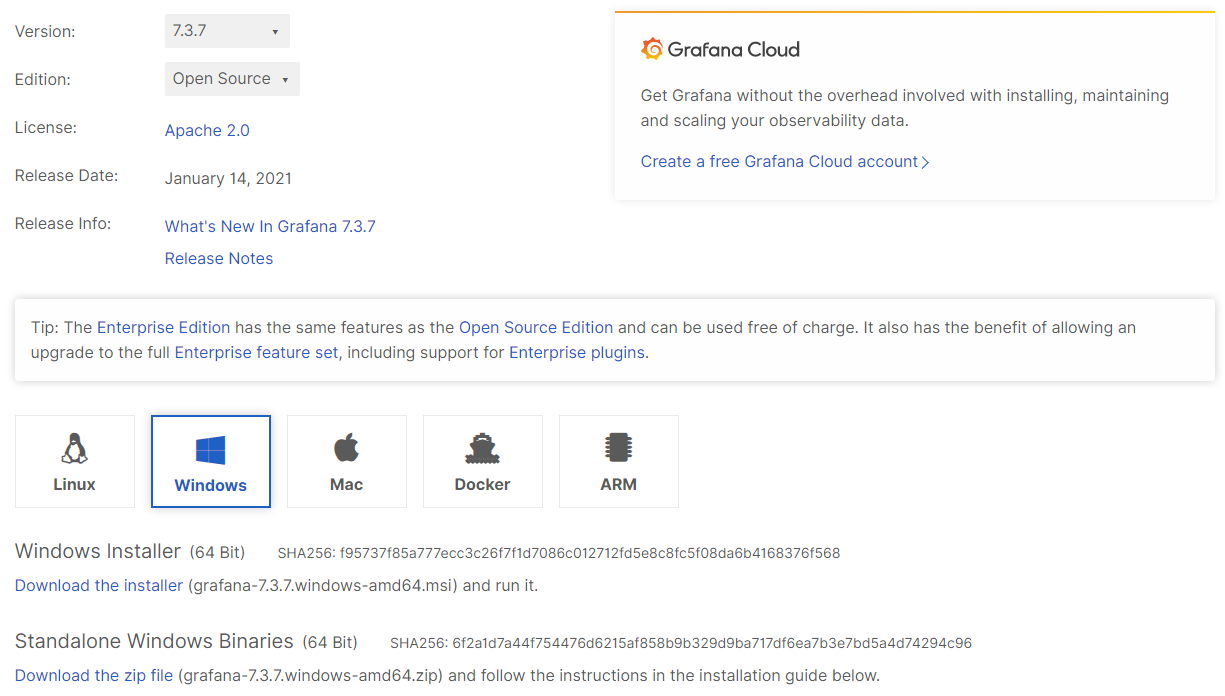 Version: 7.3.7
Edition: Open Source
License: Apache 2.0
Release Date: January 14, 2021
Release Info: What's New In Grafana 7.3.7
Release Notes
Grafana Cloud
Get Grafana without the overhead involved with installing, maintaining
and scaling your observability data.
Create a free Grafana Cloud account
Tip: The Enterprise Edition has the same features as the Open Source Edition and can be used free of charge. It also has the benefit of allowing an
upgrade to the full Enterprise feature set, including support for Enterprise plugins.
Linux Windows Mac Docker ARM
Windows Installer (64 Bit) SHA256: f95737f85a777ecc3c26f7f1d7086c012712fd5e8c8fc5f08da6b4168376f568
Download the installer (grafana-7.3.7.windows-amd64.msi) and run it.
Standalone Windows Binaries (64 Bit) SHA256: 6f2a1d7a44f754476d6215af858b9b329d9ba717df6ea7b3e7bd5a4d74294c96
Download the zip file (grafana-7.3.7.windows-amd64.zip) and follow the instructions in the installation guide below.